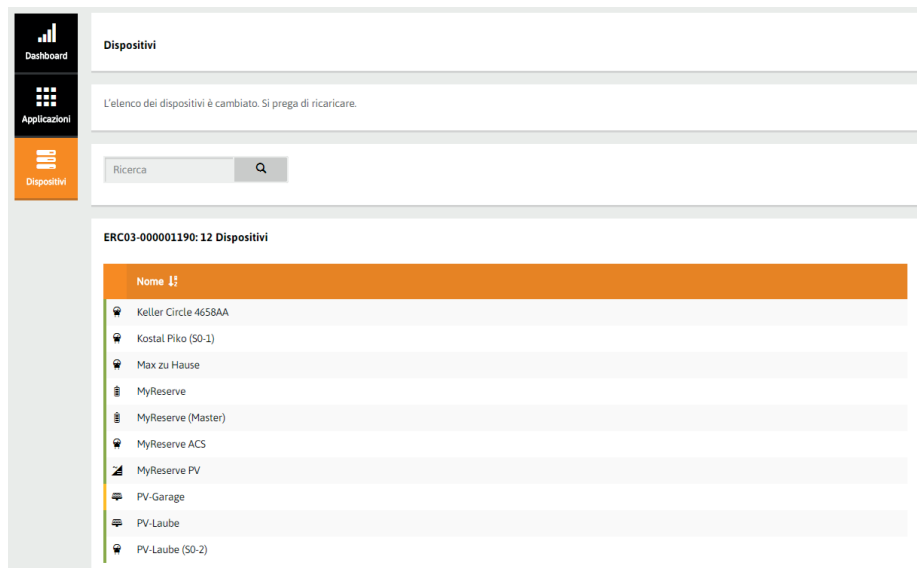 Dashboard
Applicazioni
Dispositivi
Dispositivi
L'elenco dei dispositivi è cambiato. Si prega di ricaricare.
Ricerca
ERC03-000001190: 12 Dispositivi
Nome
Keller Circle 4658AA
Kostal Piko (S0-1)
Max zu Hause
MyReserve
MyReserve (Master)
MyReserve ACS
MyReserve PV
PV-Garage
PV-Laube
PV-Laube (S0-2)